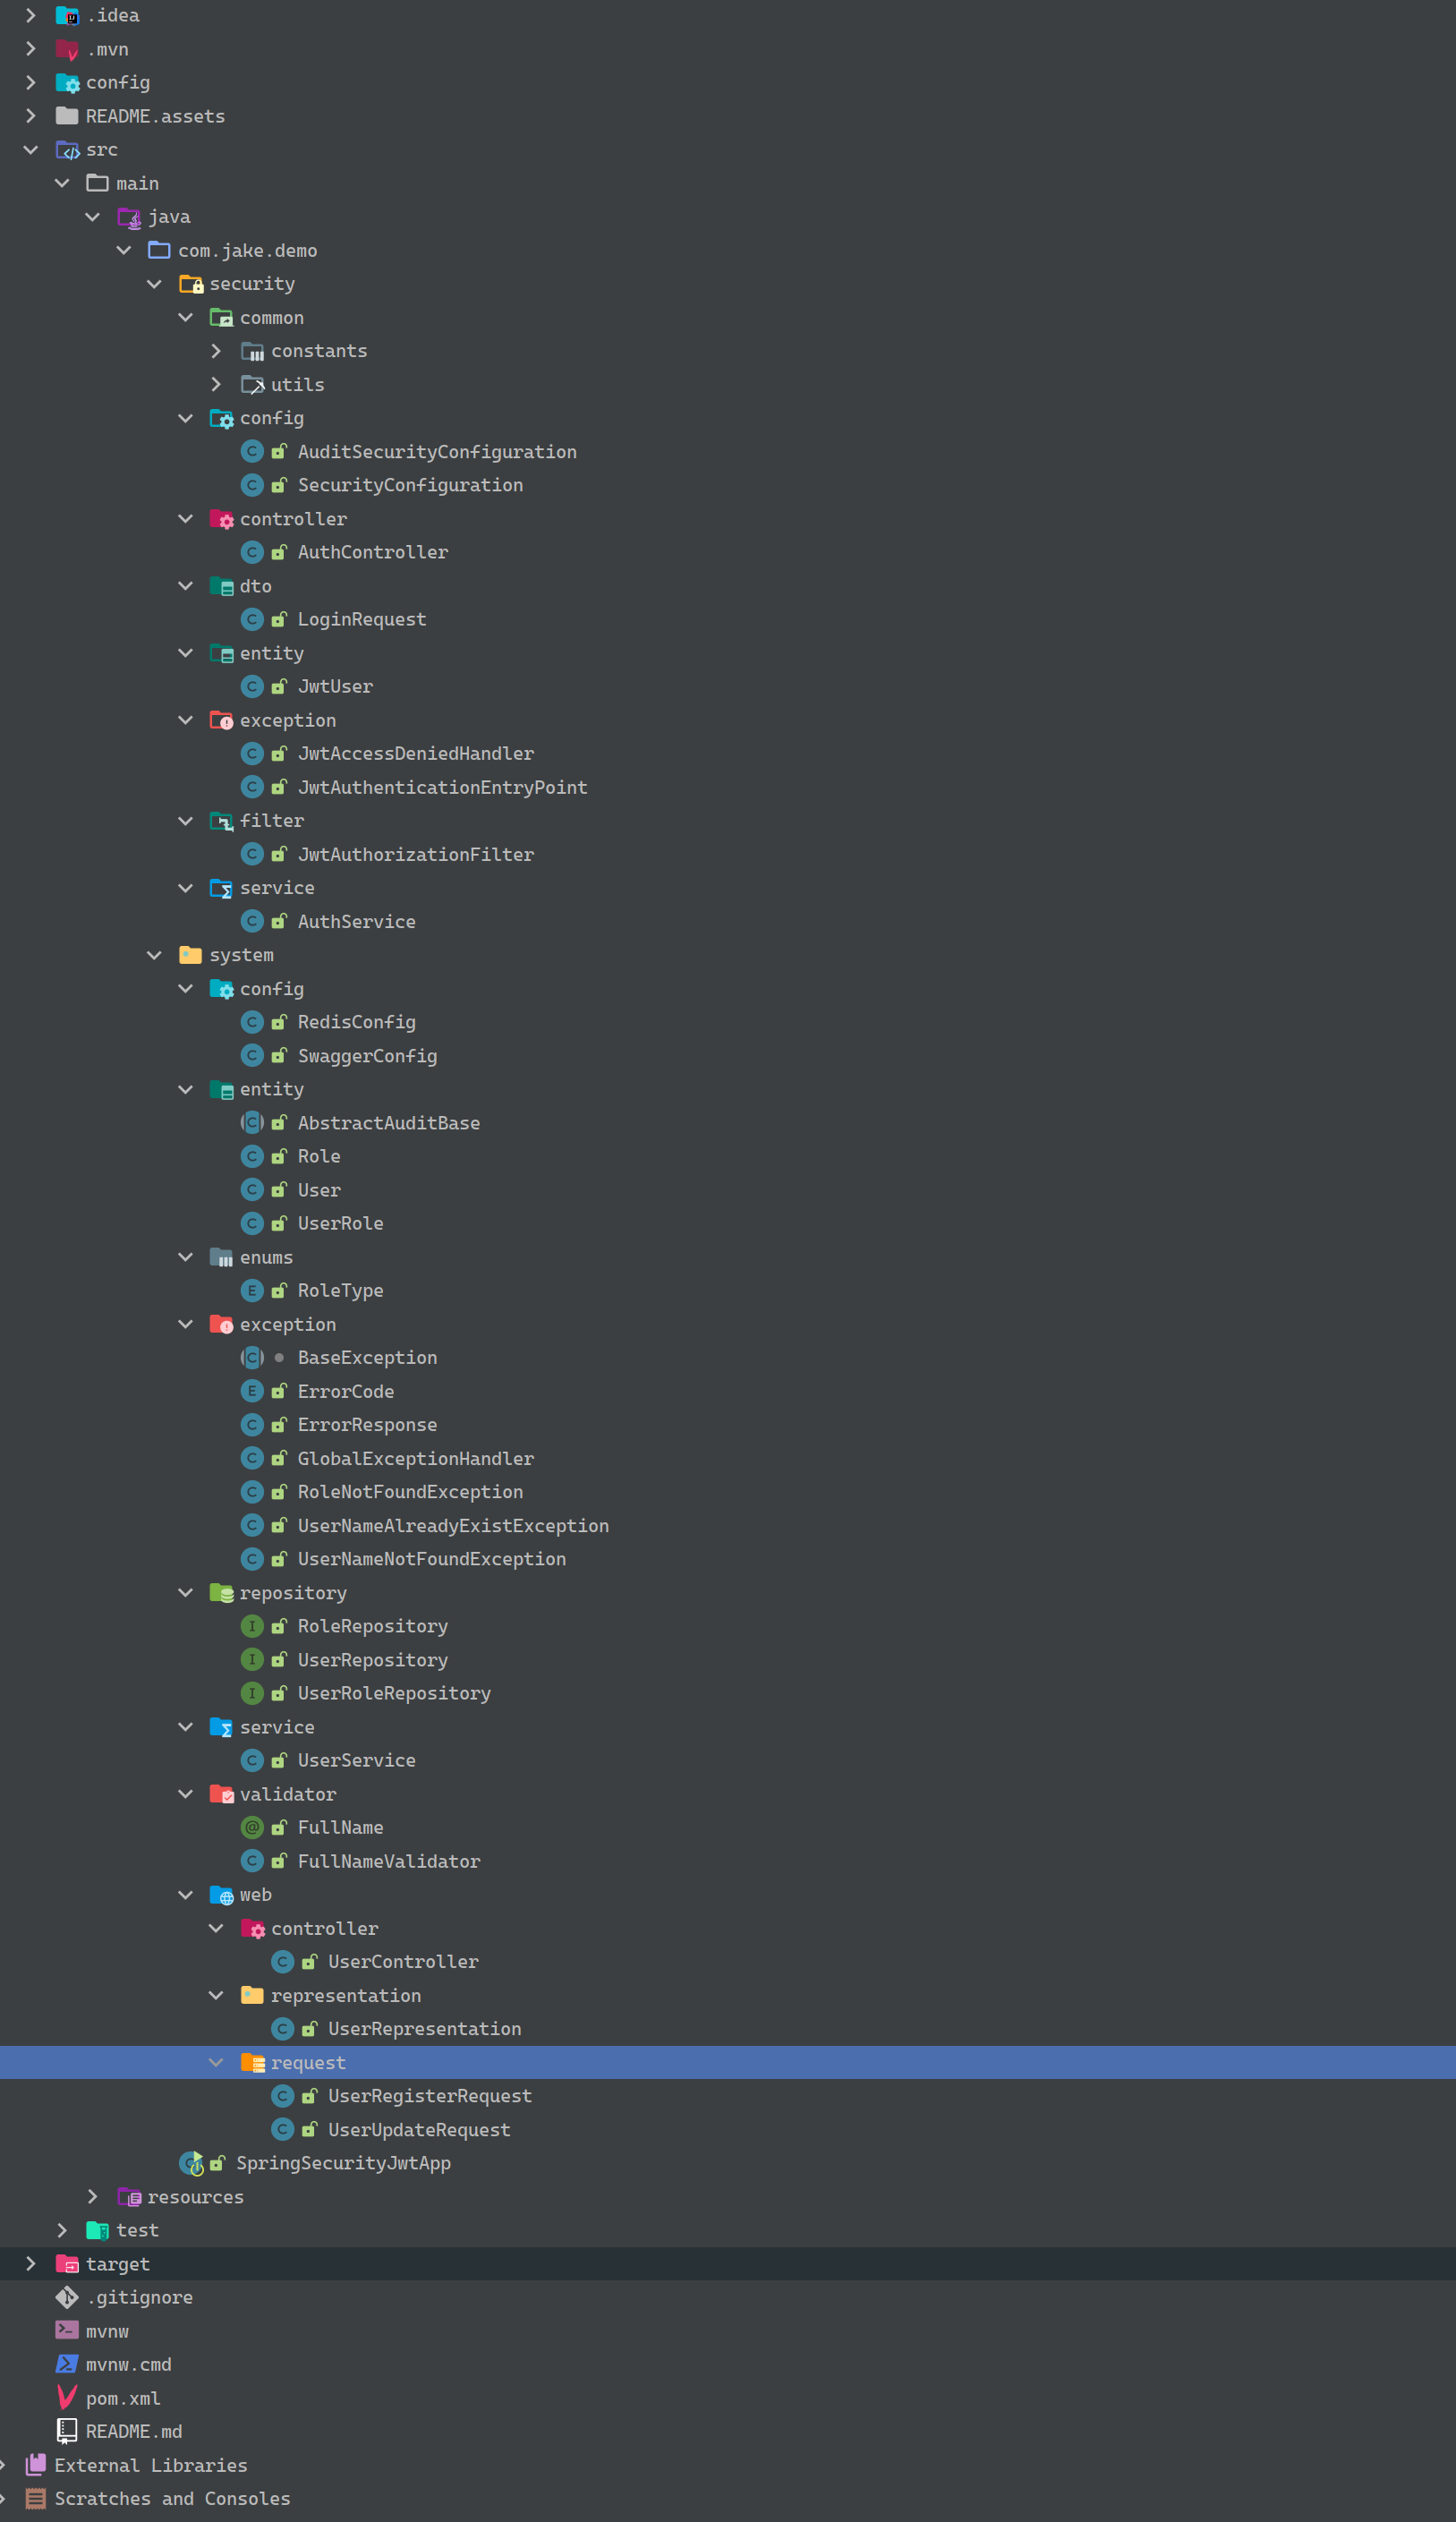 .idea
.mvn
config
README.assets
src
main
java
com.jake.demo
security
common
constants
utils
config
AuditSecurityConfiguration
SecurityConfiguration
controller
AuthController
dto
LoginRequest
entity
JwtUser
exception
JwtAccessDeniedHandler
JwtAuthenticationEntryPoint
filter
JwtAuthorizationFilter
service
AuthService
system
config
RedisConfig
SwaggerConfig
entity
AbstractAuditBase
Role
User
UserRole
enums
RoleType
exception
BaseException
ErrorCode
ErrorResponse
GlobalExceptionHandler
RoleNotFoundException
UserNameAlreadyExistException
UserNameNotFoundException
repository
RoleRepository
UserRepository
UserRoleRepository
service
UserService
validator
FullName
FullNameValidator
web
controller
UserController
representation
UserRepresentation
request
UserRegisterRequest
UserUpdateRequest
SpringSecurityJwtApp
resources
test
target
.gitignore
mvnw
mvnw.cmd
pom.xml
README.md
External Libraries
Scratches and Consoles